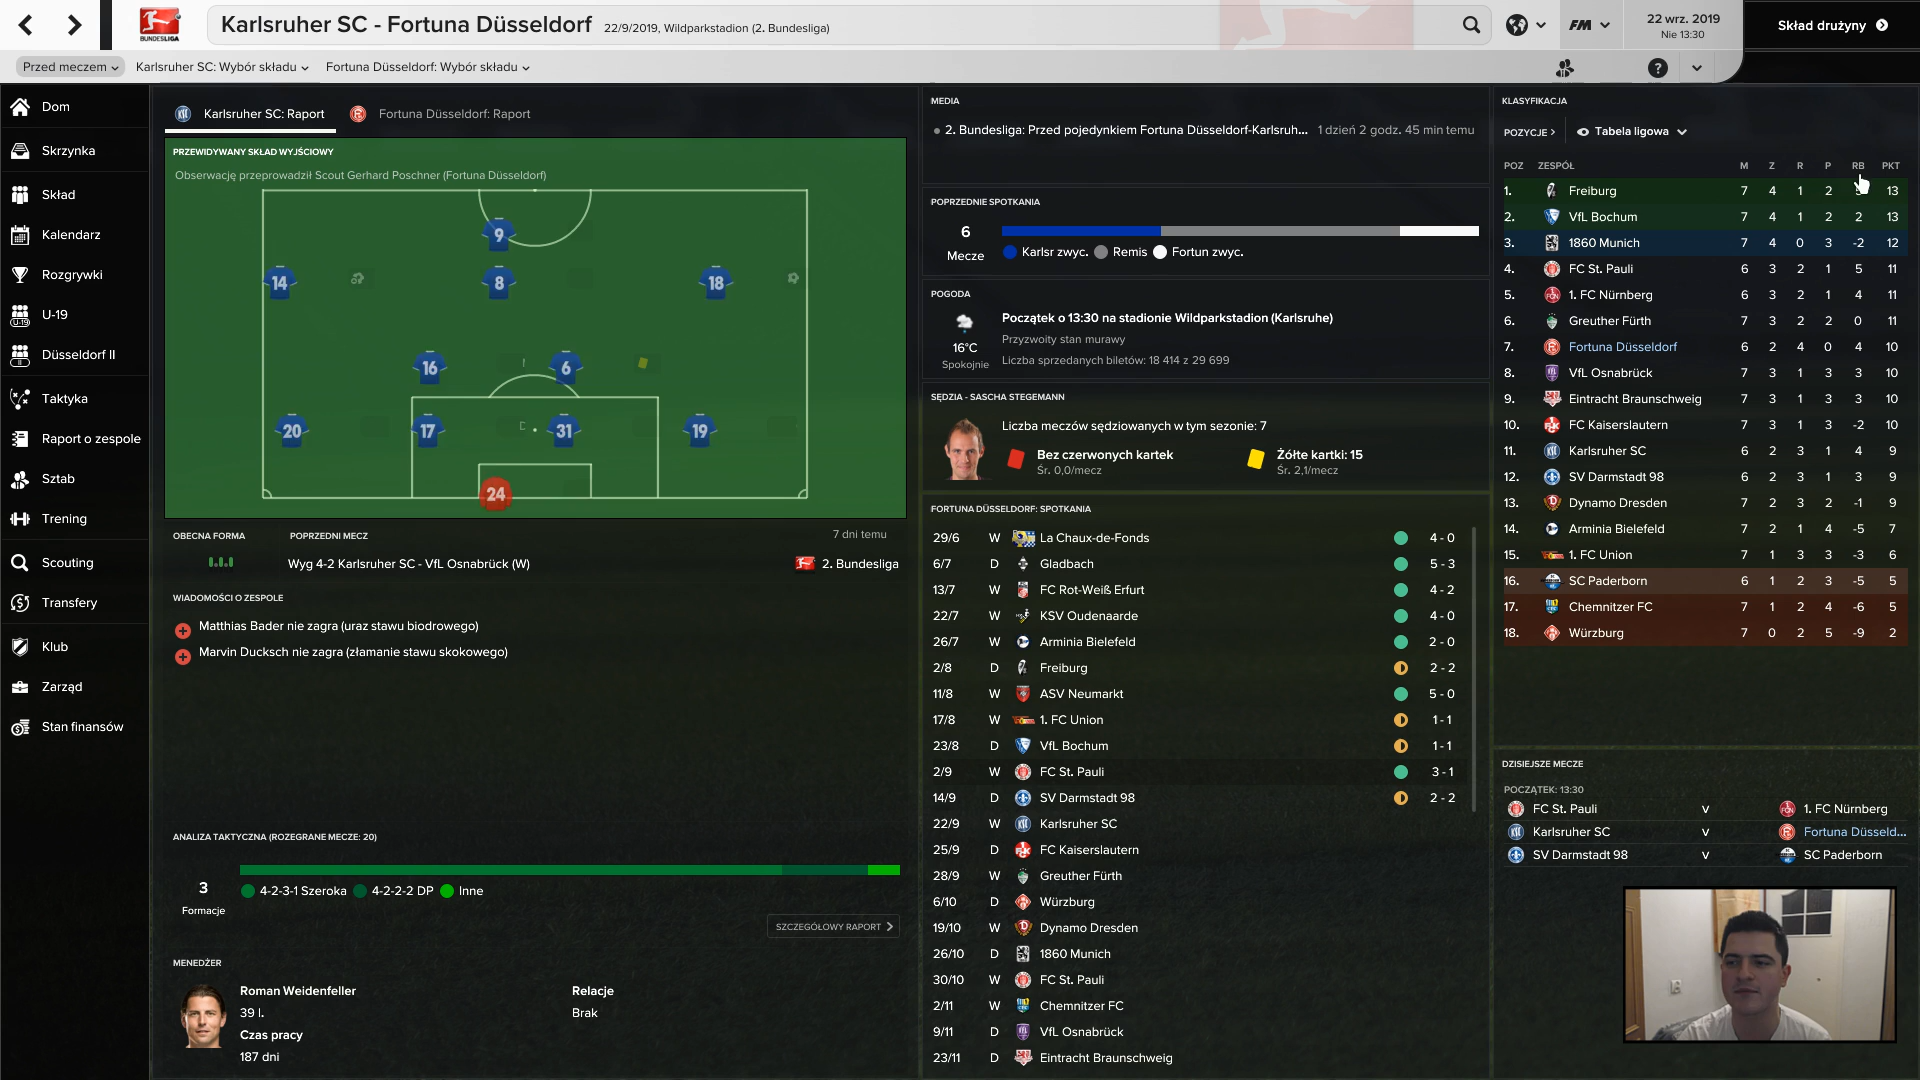 Karlsruher SC - Fortuna Düsseldorf 22/9/2019, Wildparkstadion (2. Bundesliga)
BUNDESLIGA
FM
22 wrz. 2019
Nie 13:30
Skład drużyny
Przed meczem
Karlsruher SC: Wybór składu
Fortuna Düsseldorf: Wybór składu
?
Dom
Skrzynka
Skład
Kalendarz
Rozgrywki
U-19
Düsseldorf II
Taktyka
Raport o zespole
Sztab
Trening
Scouting
Transfery
Klub
Zarząd
Stan finansów
Karlsruher SC: Raport
Fortuna Düsseldorf: Raport
PRZEWIDYWANY SKŁAD WYJŚCIOWY
Obserwację przeprowadził Scout Gerhard Poschner (Fortuna Düsseldorf)
9
14 8 18
16 6
20 17 31 19
24
OBECNA FORMA
POPRZEDNI MECZ
7 dni temu
Wyg 4-2 Karlsruher SC - VfL Osnabrück (W)
2. Bundesliga
WIADOMOŚCI O ZESPOLE
Matthias Bader nie zagra (uraz stawu biodrowego)
Marvin Ducksch nie zagra (złamanie stawu skokowego)
ANALIZA TAKTYCZNA (ROZEGRANE MECZE: 20)
3
Formacje
4-2-3-1 Szeroka 4-2-2-2 DP Inne
SZCZEGÓŁOWY RAPORT
MENEDŻER
Roman Weidenfeller
39 l.
Czas pracy
187 dni
Relacje
Brak
MEDIA
2. Bundesliga: Przed pojedynkiem Fortuna Düsseldorf-Karlsruh... 1 dzień 2 godz. 45 min temu
POPRZEDNIE SPOTKANIA
6
Mecze
Karlsr zwyc. Remis Fortun zwyc.
POGODA
16°C
Spokojnie
Początek o 13:30 na stadionie Wildparkstadion (Karlsruhe)
Przyzwoity stan murawy
Liczba sprzedanych biletów: 18 414 z 29 699
SĘDZIA - SASCHA STEGEMANN
Liczba meczów sędziowanych w tym sezonie: 7
Bez czerwonych kartek
Śr. 0,0/mecz
Żółte kartki: 15
Śr. 2,1/mecz
FORTUNA DÜSSELDORF: SPOTKANIA
29/6 W La Chaux-de-Fonds 4 - 0
6/7 D Gladbach 5 - 3
13/7 W FC Rot-Weiß Erfurt 4 - 2
22/7 W KSV Oudenaarde 4 - 0
26/7 W Arminia Bielefeld 2 - 0
2/8 D Freiburg 2 - 2
11/8 W ASV Neumarkt 5 - 0
17/8 W 1. FC Union 1 - 1
23/8 D VfL Bochum 1 - 1
2/9 W FC St. Pauli 3 - 1
14/9 D SV Darmstadt 98 2 - 2
22/9 W Karlsruher SC
25/9 D FC Kaiserslautern
28/9 W Greuther Fürth
6/10 D Würzburg
19/10 W Dynamo Dresden
26/10 D 1860 Munich
30/10 W FC St. Pauli
2/11 W Chemnitzer FC
9/11 D VfL Osnabrück
23/11 D Eintracht Braunschweig
KLASYFIKACJA
POZYCJE
Tabela ligowa
POZ ZESPÓŁ M Z R P RB PKT
1. Freiburg 7 4 1 2 13
2. VfL Bochum 7 4 1 2 2 13
3. 1860 Munich 7 4 0 3 -2 12
4. FC St. Pauli 6 3 2 1 5 11
5. 1. FC Nürnberg 6 3 2 1 4 11
6. Greuther Fürth 7 3 2 2 0 11
7. Fortuna Düsseldorf 6 2 4 0 4 10
8. VfL Osnabrück 7 3 1 3 3 10
9. Eintracht Braunschweig 7 3 1 3 3 10
10. FC Kaiserslautern 7 3 1 3 -2 10
11. Karlsruher SC 6 2 3 1 4 9
12. SV Darmstadt 98 6 2 3 1 3 9
13. Dynamo Dresden 7 2 3 2 -1 9
14. Arminia Bielefeld 7 2 1 4 -5 7
15. 1. FC Union 7 1 3 3 -3 6
16. SC Paderborn 6 1 2 3 -5 5
17. Chemnitzer FC 7 1 2 4 -6 5
18. Würzburg 7 0 2 5 -9 2
DZISIEJSZE MECZE
POCZĄTEK: 13:30
FC St. Pauli v 1. FC Nürnberg
Karlsruher SC v Fortuna Düsseld...
SV Darmstadt 98 v SC Paderborn